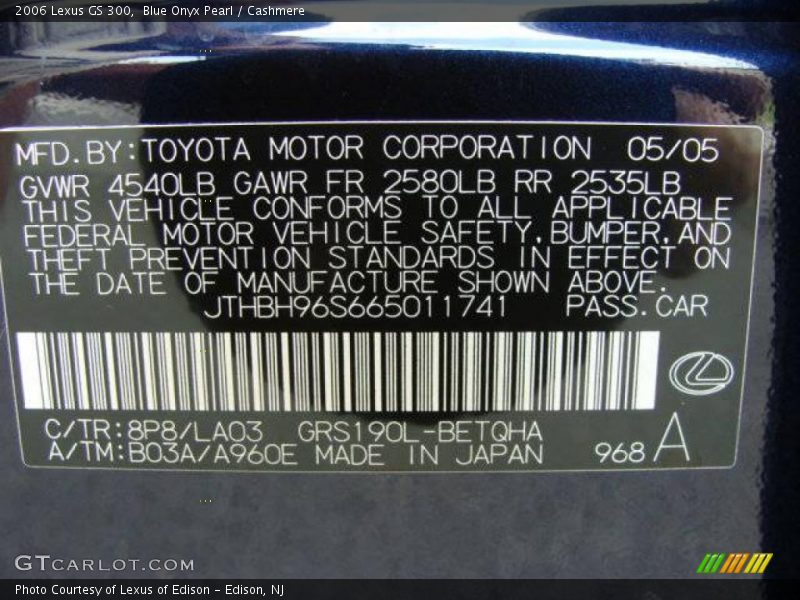 2006 Lexus GS 300, Blue Onyx Pearl / Cashmere
MFD.BY:TOYOTA MOTOR CORPORATION 05/05
GVWR 4540LB GAWR FR 2580LB RR 2535LB
THIS VEHICLE CONFORMS TO ALL APPLICABLE
FEDERAL MOTOR VEHICLE SAFETY,BUMPER,AND
THEFT PREVENTION STANDARDS IN EFFECT ON
THE DATE OF MANUFACTURE SHOWN ABOVE.
JTHBH96S665011741 PASS.CAR
C/TR:8P8/LA03 GRS190L-BETQHA
A/TM:B03A/A960E MADE IN JAPAN 968 A
GTCARLOT.COM
Photo Courtesy of Lexus of Edison - Edison, NJ